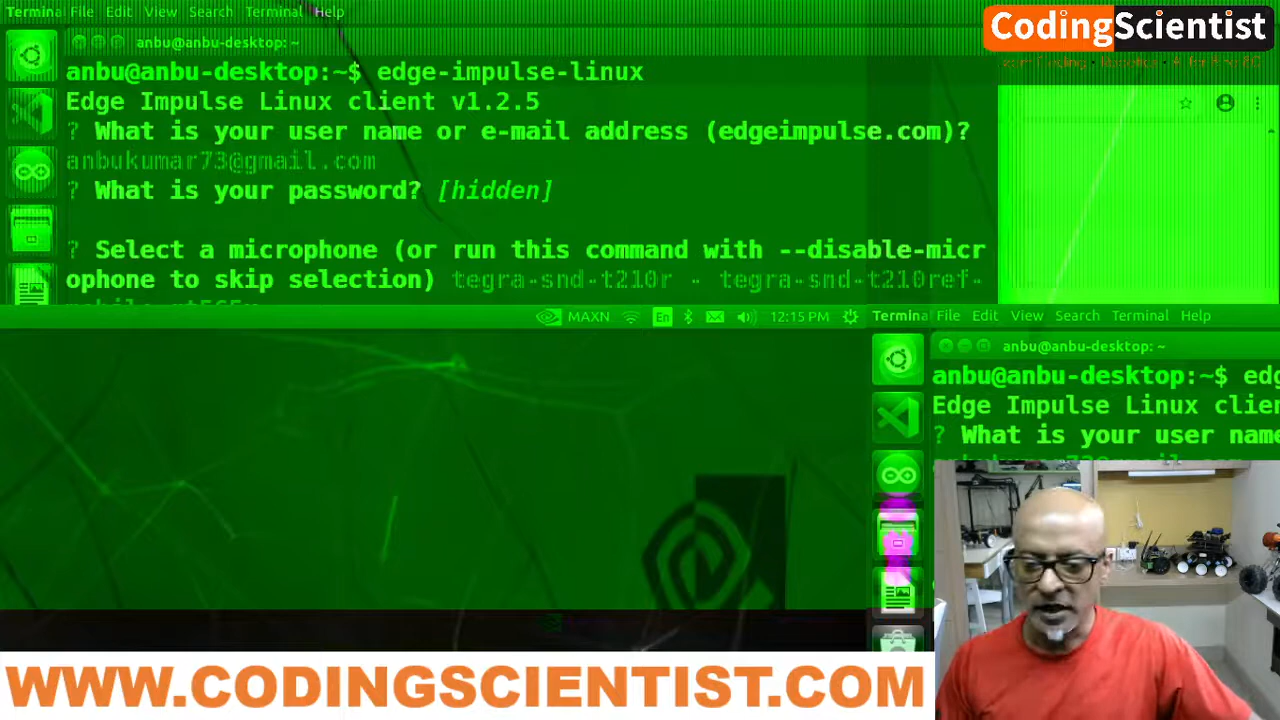 Terminal File Edit View Search Terminal Help
CodingScientist
anbu@anbu-desktop: ~
anbu@anbu-desktop:~$ edge-impulse-linux
Edge Impulse Linux client v1.2.5
? What is your user name or e-mail address (edgeimpulse.com)?
anbukumar73@gmail.com
? What is your password? [hidden]
? Select a microphone (or run this command with --disable-micr
ophone to skip selection) tegra-snd-t210r - tegra-snd-t210ref-
MAXN En 12:15 PM
Terminal File Edit View Search Terminal Help
anbu@anbu-desktop: ~
anbu@anbu-desktop:~$ edg
Edge Impulse Linux clien
? What is your user name
WWW.CODINGSCIENTIST.COM